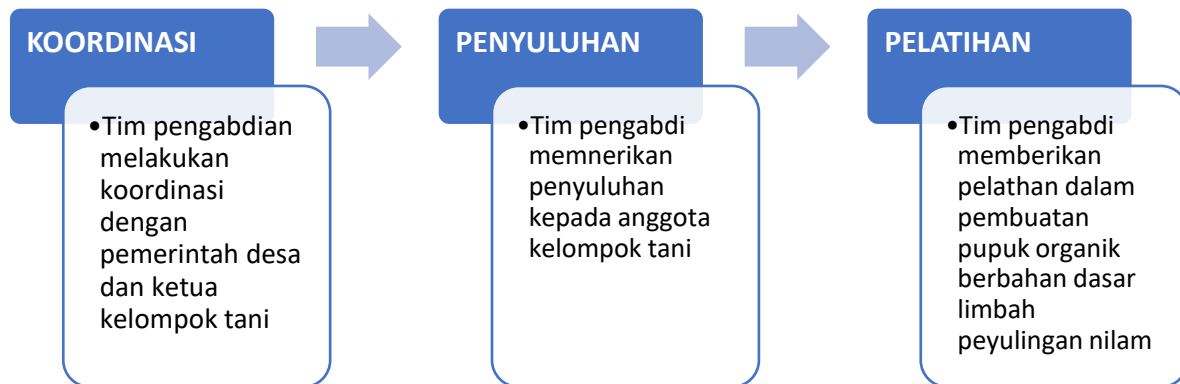 KOORDINASI
•Tim pengabdian
melakukan
koordinasi
dengan
pemerintah desa
dan ketua
kelompok tani
PENYULUHAN
•Tim pengabdi
memnerikan
penyuluhan
kepada anggota
kelompok tani
PELATIHAN
•Tim pengabdi
memberikan
pelathan dalam
pembuatan
pupuk organik
berbahan dasar
limbah
peyulingan nilam